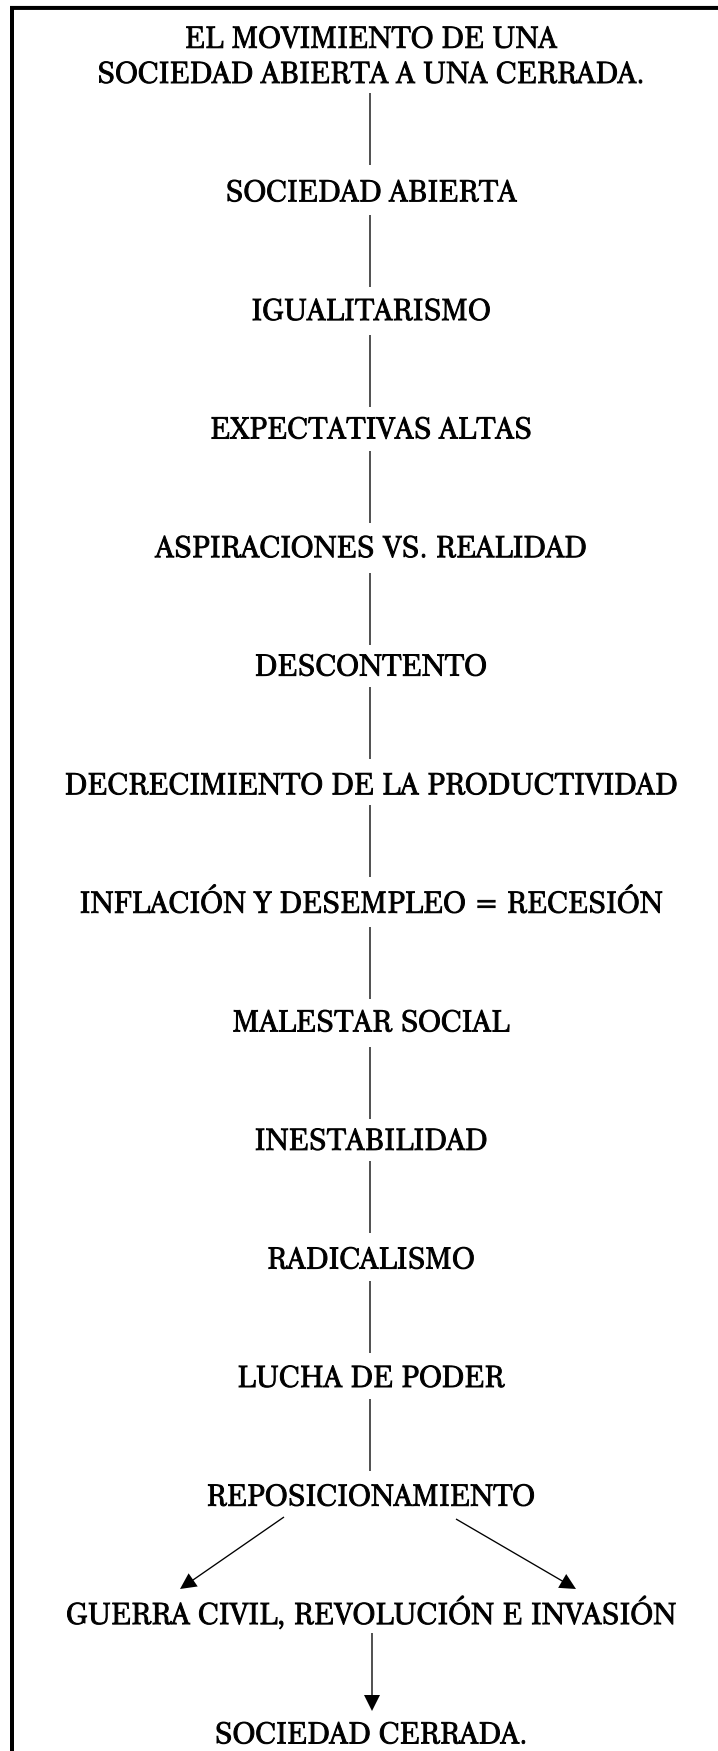 EL MOVIMIENTO DE UNA
SOCIEDAD ABIERTA A UNA CERRADA.
SOCIEDAD ABIERTA
IGUALITARISMO
EXPECTATIVAS ALTAS
ASPIRACIONES VS. REALIDAD
DESCONTENTO
DECRECIMIENTO DE LA PRODUCTIVIDAD
INFLACIÓN Y DESEMPLEO = RECESIÓN
MALESTAR SOCIAL
INESTABILIDAD
RADICALISMO
LUCHA DE PODER
REPOSICIONAMIENTO
GUERRA CIVIL, REVOLUCIÓN E INVASIÓN
SOCIEDAD CERRADA.